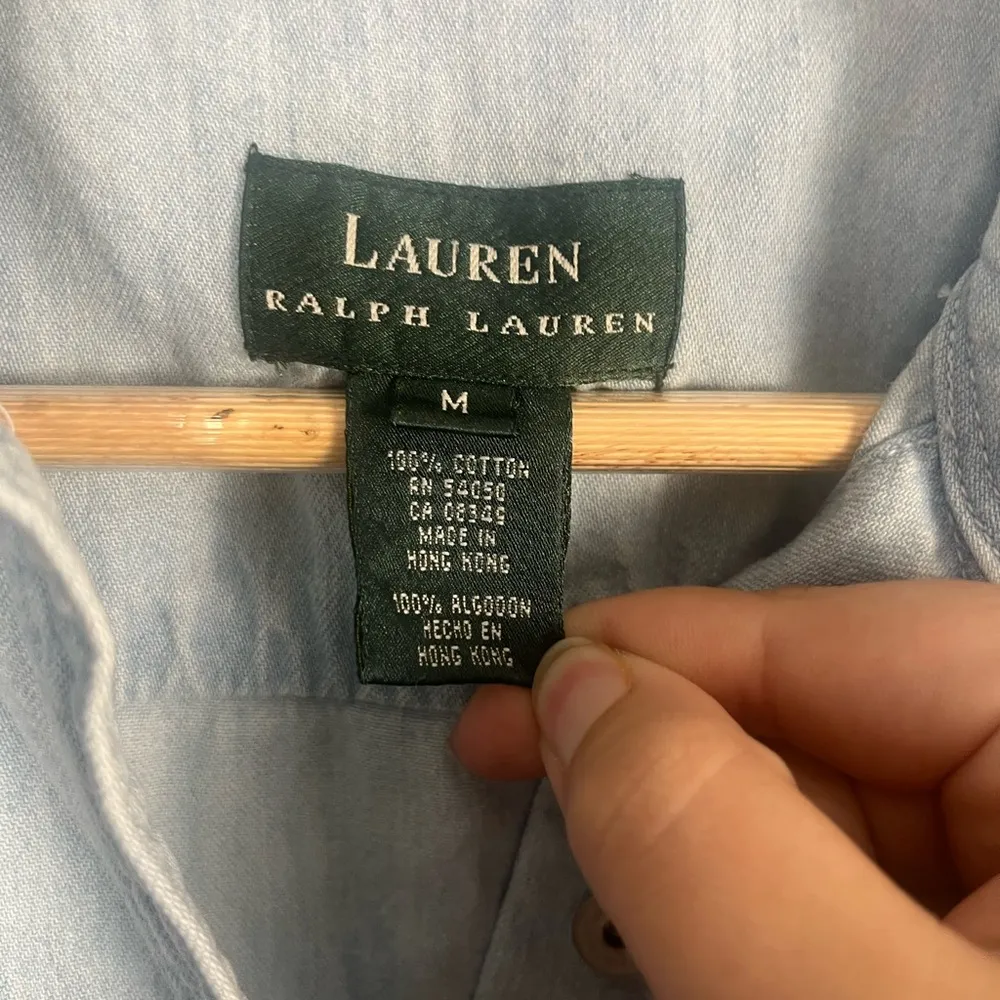 LAUREN
RALPH LAUREN
M
100% COTTON
RN 54050
CA 08349
MADE IN
HONG KONG
100% ALGODON
HECHO EN
HONG KONG